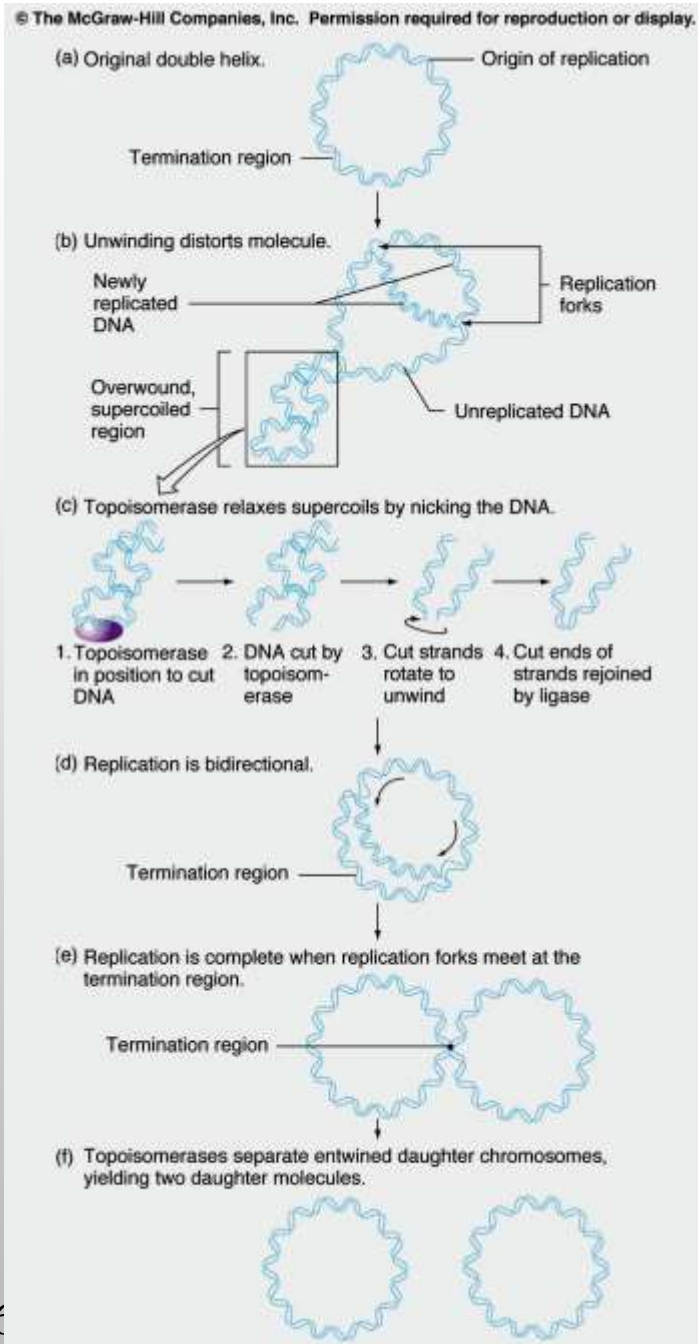 © The McGraw-Hill Companies, Inc. Permission required for reproduction or display.
(a) Original double helix.
Origin of replication
Termination region
(b) Unwinding distorts molecule.
Newly
replicated
DNA
Replication
forks
Overwound,
supercoiled
region
Unreplicated DNA
(c) Topoisomerase relaxes supercoils by nicking the DNA.
1. Topoisomerase
in position to cut
DNA
2. DNA cut by
topoisom-
erase
3. Cut strands
rotate to
unwind
4. Cut ends of
strands rejoined
by ligase
(d) Replication is bidirectional.
Termination region
(e) Replication is complete when replication forks meet at the
termination region.
Termination region
(f) Topoisomerases separate entwined daughter chromosomes,
yielding two daughter molecules.